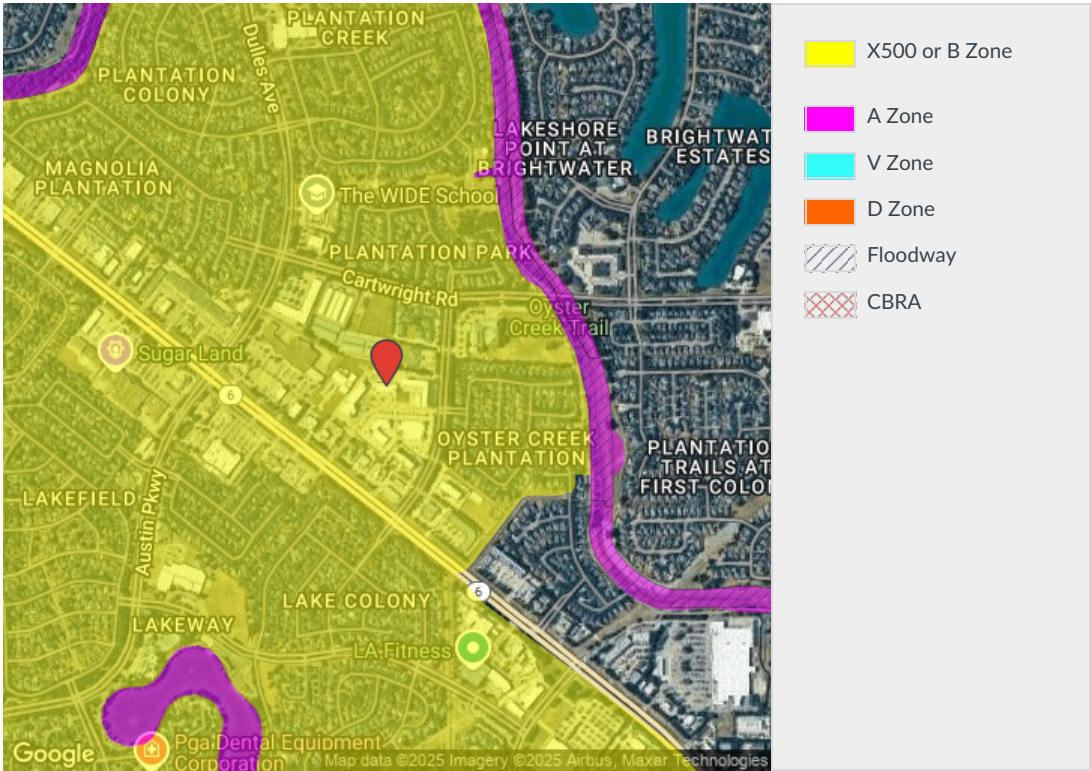 PLANTATION
CREEK
Dulles Ave
PLANTATION
COLONY
LAKESHORE
POINT AT
BRIGHTWATER
BRIGHTWAT
ESTATES
MAGNOLIA
PLANTATION
The WIDE School
PLANTATION PARK
Cartwright Rd
Oyster
Creek Trail
Sugar Land
6
OYSTER CREEK
PLANTATION
PLANTATIO
TRAILS AT
FIRST COLO
LAKEFIELD
Austin Pkwy
6
LAKE COLONY
LAKEWAY
LA Fitness
Pga Dental Equipment
Corporation
Google
Map data ©2025 Imagery ©2025 Airbus, Maxar Technologies
X500 or B Zone
A Zone
V Zone
D Zone
Floodway
CBRA